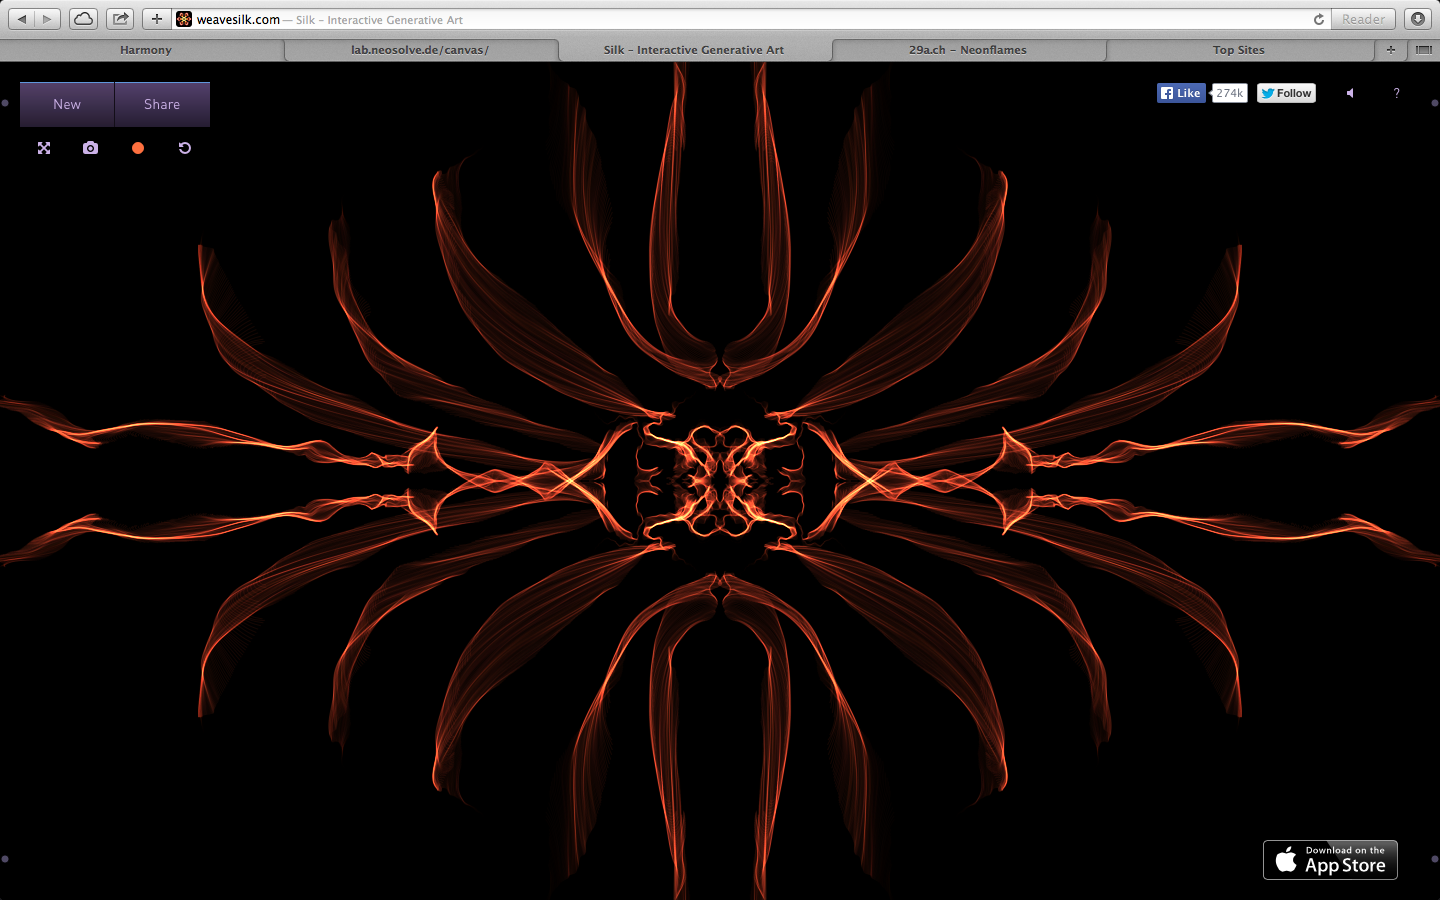 weavesilk.com — Silk – Interactive Generative Art
Reader
Harmony
lab.neosolve.de/canvas/
Silk – Interactive Generative Art
29a.ch – Neonflames
Top Sites
New
Share
Like
274k
Follow
?
Download on the
App Store